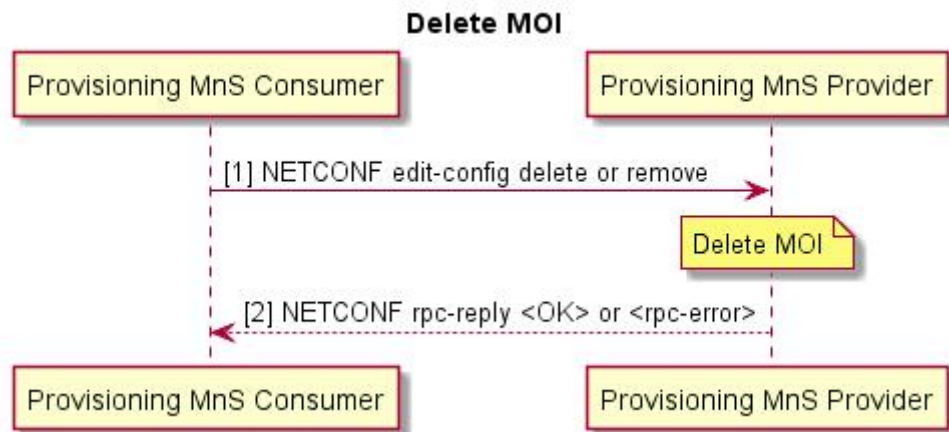 Delete MOI
Provisioning MnS Consumer
Provisioning MnS Provider
[1] NETCONF edit-config delete or remove
Delete MOI
[2] NETCONF rpc-reply <OK> or <rpc-error>
Provisioning MnS Consumer
Provisioning MnS Provider